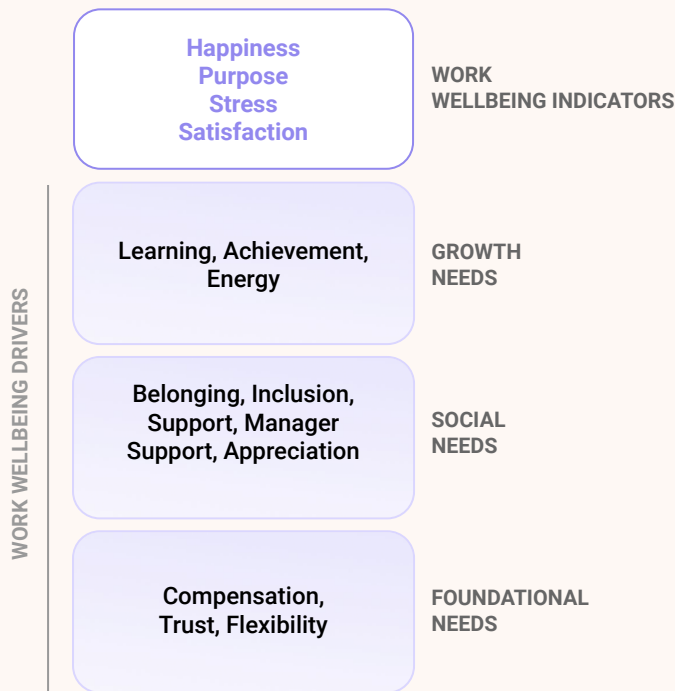 Happiness
Purpose
Stress
Satisfaction
WORK
WELLBEING INDICATORS
WORK WELLBEING DRIVERS
Learning, Achievement,
Energy
GROWTH
NEEDS
Belonging, Inclusion,
Support, Manager
Support, Appreciation
SOCIAL
NEEDS
Compensation,
Trust, Flexibility
FOUNDATIONAL
NEEDS